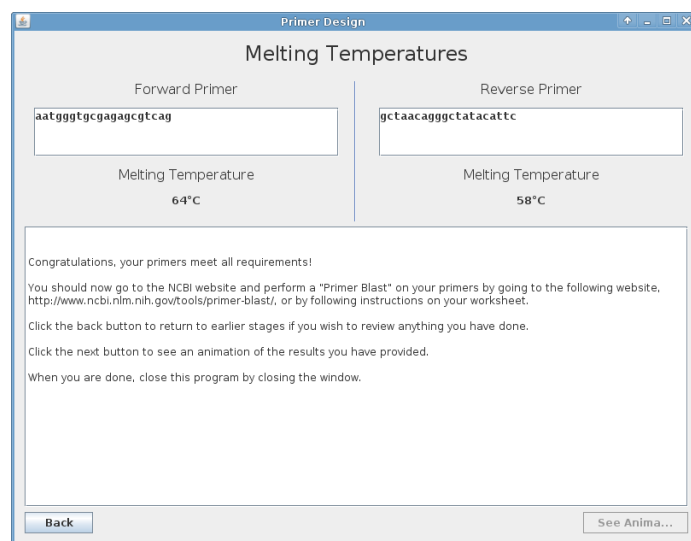 Primer Design
Melting Temperatures
Forward Primer
Reverse Primer
aatgggtgcgagagcgtcag
gctaacagggctatacattc
Melting Temperature
Melting Temperature
64°C
58°C
Congratulations, your primers meet all requirements!
You should now go to the NCBI website and perform a "Primer Blast" on your primers by going to the following website,
http://www.ncbi.nlm.nih.gov/tools/primer-blast/, or by following instructions on your worksheet.
Click the back button to return to earlier stages if you wish to review anything you have done.
Click the next button to see an animation of the results you have provided.
When you are done, close this program by closing the window.
Back
See Anima...